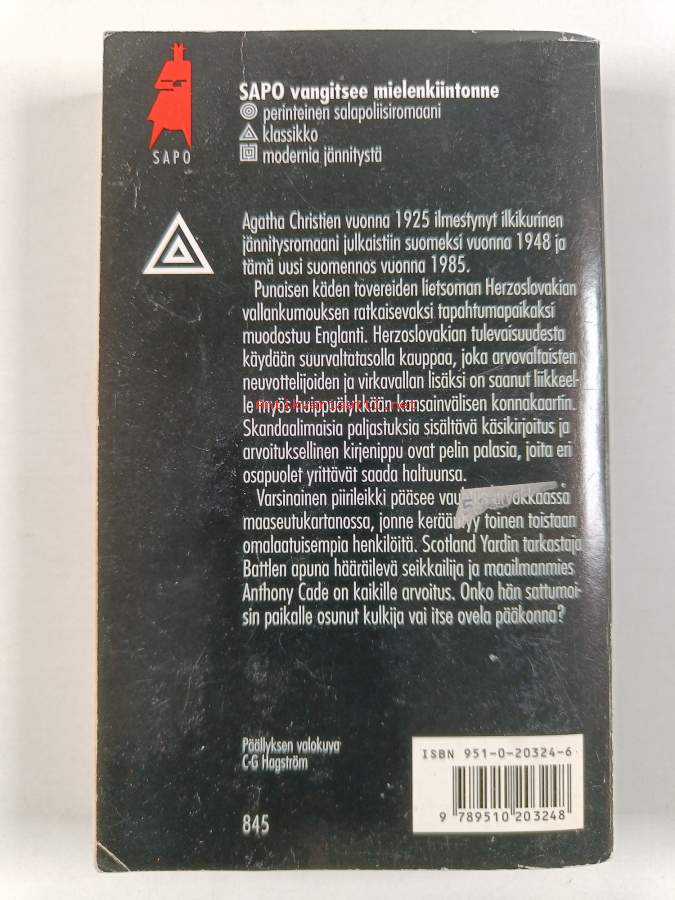 SAPO
SAPO vangitsee mielenkiintonne
perinteinen salapoliisiromaani
klassikko
modernia jännitystä
Agatha Christien vuonna 1925 ilmestynyt ilkikurinen
jännitysromaani julkaistiin suomeksi vuonna 1948 ja
tämä uusi suomennos vuonna 1985.
Punaisen käden tovereiden lietsoman Herzoslovakian
vallankumouksen ratkaisevaksi tapahtumapaikaksi
muodostuu Englanti. Herzoslovakian tulevaisuudesta
käydään suurvaltatasolla kauppaa, joka arvovaltaisten
neuvottelijoiden ja virkavallan lisäksi on saanut liikkeel-
le myös kansainvälisen konnakaartin.
Skandaalimaisia paljastuksia sisältävä käsikirjoitus ja
arvoituksellinen kirjenippu ovat pelin palasia, joita eri
osapuolet yrittävät saada haltuunsa.
Varsinainen piirileikki pääsee arvokkaassa
maaseutukartanossa, jonne kerääntyy toinen toistaan
omalaatuisempia henkilöitä. Scotland Yardin tarkastaja
Battlen apuna hääräilevä seikkailija ja maailmanmies
Anthony Cade on kaikille arvoitus. Onko hän sattumoi-
sin paikalle osunut kulkija vai itse ovela pääkonna?
Päällyksen valokuva
C-G Hagström
845
ISBN 951-0-20324-6
9 789510 203248